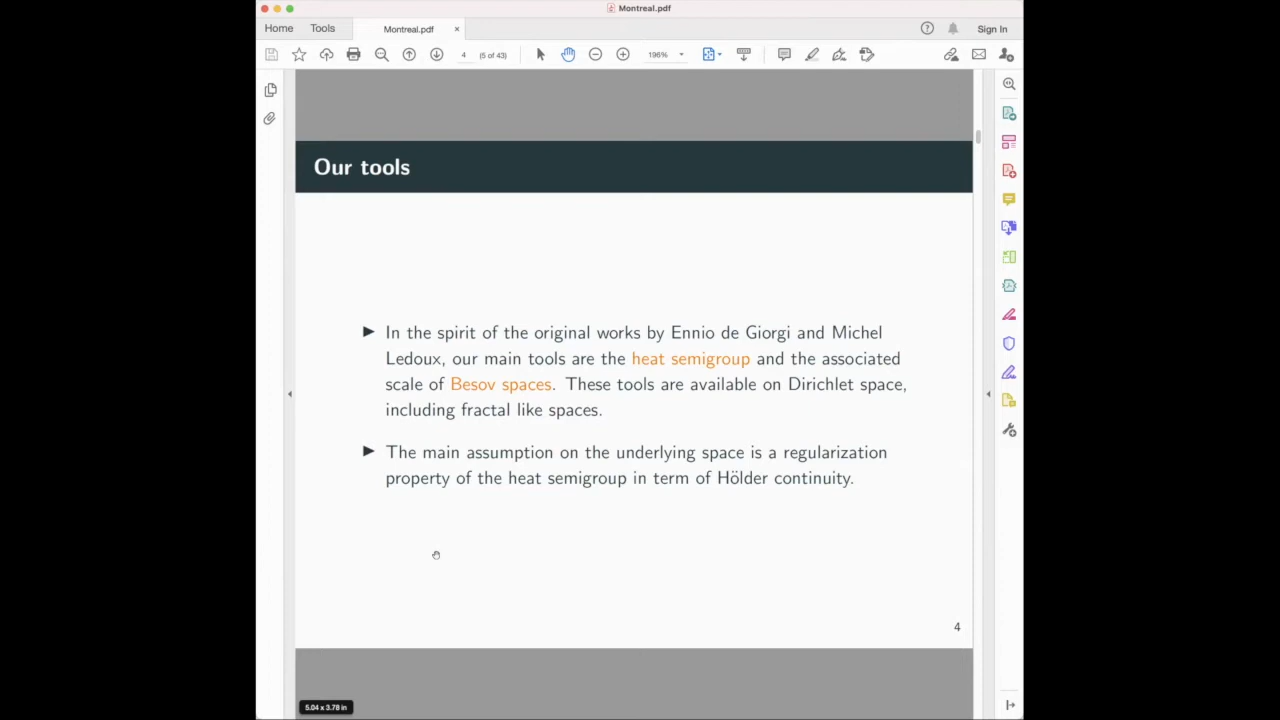 Montreal.pdf
Home
Tools
Montreal.pdf
×
Sign In
4
(5 of 43)
196%
Our tools
In the spirit of the original works by Ennio de Giorgi and Michel
Ledoux, our main tools are the heat semigroup and the associated
scale of Besov spaces. These tools are available on Dirichlet space,
including fractal like spaces.
The main assumption on the underlying space is a regularization
property of the heat semigroup in term of Hölder continuity.
4
5.04 x 3.78 in